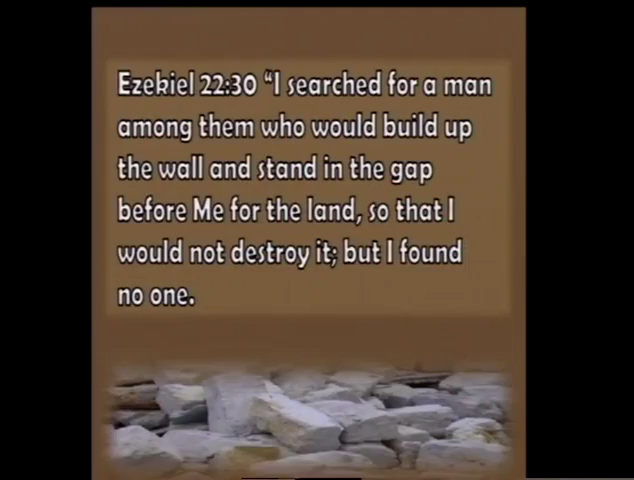 Ezekiel 22:30 “I searched for a man
among them who would build up
the wall and stand in the gap
before Me for the land, so that I
would not destroy it; but I found
no one.